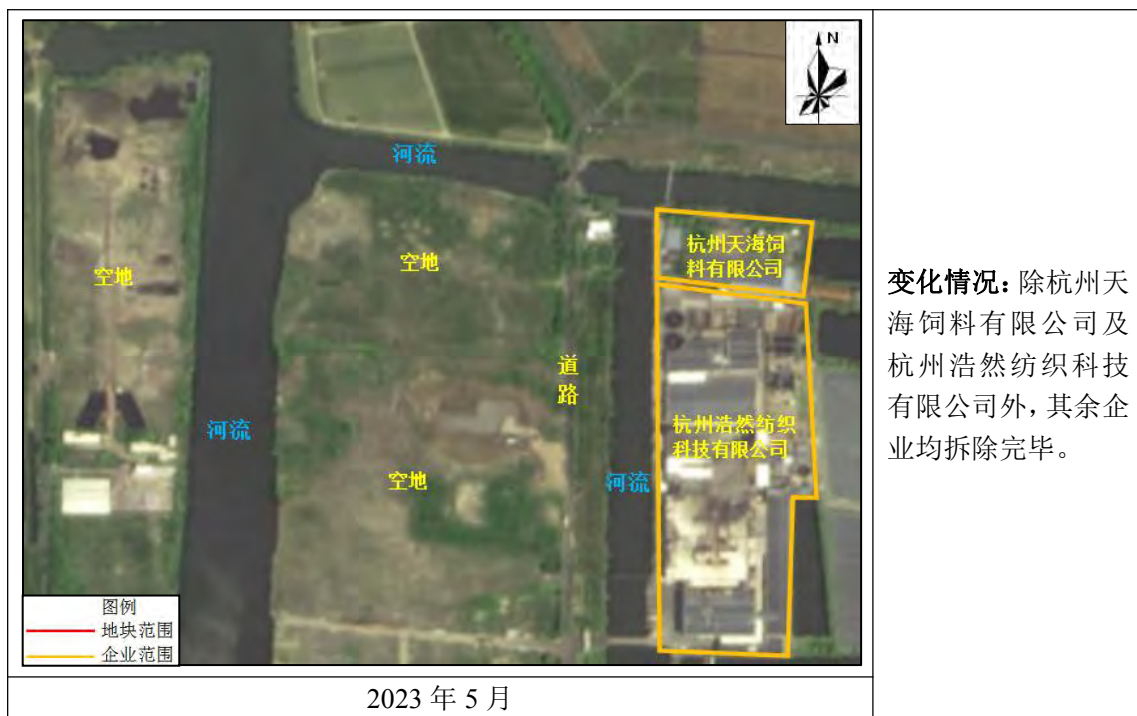 N
河流
杭州天海饲
料有限公司
空地
空地
道
路
河流
杭州浩然纺织
科技有限公司
空地
河流
图例
地块范围
企业范围
2023 年 5 月
变化情况：除杭州天
海饲料有限公司及
杭州浩然纺织科技
有限公司外，其余企
业均拆除完毕。